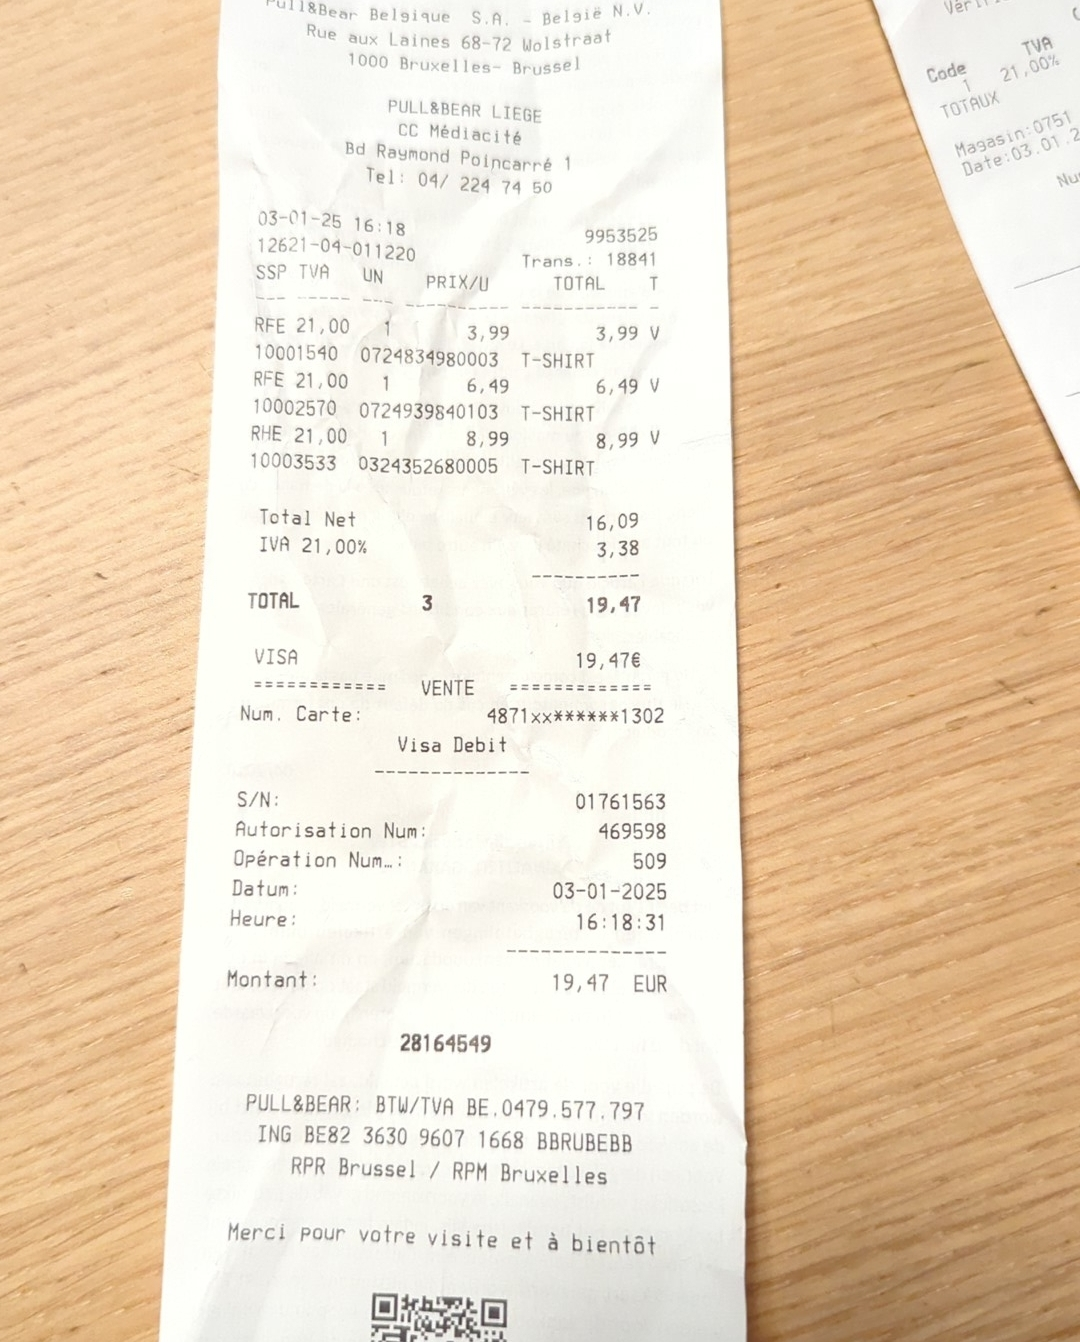 Pull&Bear Belgique S.A. - België N.V.
Rue aux Laines 68-72 Wolstraat
1000 Bruxelles- Brussel
PULL&BEAR LIEGE
CC Médiacité
Bd Raymond Poincarré 1
Tel: 04/ 224 74 50
03-01-25 16:18 9953525
12621-04-011220 Trans.: 18841
SSP TVA UN PRIX/U TOTAL T
--- ----- --- ---------- --------- -
RFE 21,00 1 3,99 3,99 V
10001540 0724834980003 T-SHIRT
RFE 21,00 1 6,49 6,49 V
10002570 0724939840103 T-SHIRT
RHE 21,00 1 8,99 8,99 V
10003533 0324352680005 T-SHIRT
Total Net 16,09
IVA 21,00% 3,38
----------
TOTAL 3 19,47
VISA 19,47€
============ VENTE =============
Num. Carte: 4871xx******1302
Visa Debit
--------------
S/N: 01761563
Autorisation Num: 469598
Opération Num…: 509
Datum: 03-01-2025
Heure: 16:18:31
--------------
Montant: 19,47 EUR
28164549
PULL&BEAR: BTW/TVA BE.0479.577.797
ING BE82 3630 9607 1668 BBRUBEBB
RPR Brussel / RPM Bruxelles
Merci pour votre visite et à bientôt
Code TVA
1 21,00%
TOTAUX
Magasin:0751
Date:03.01.2